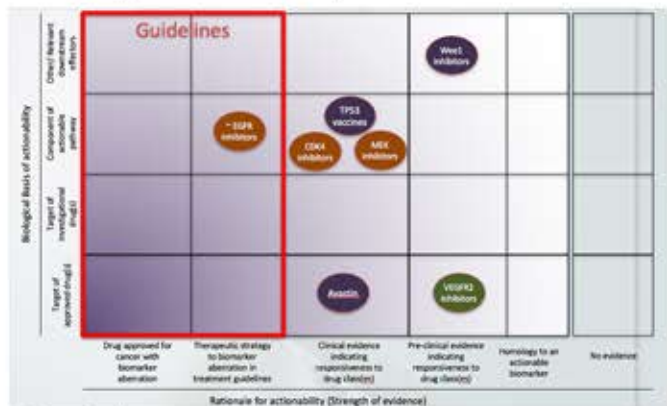 Guidelines
Biological Basis of actionability
Other/ Relevant
downstream
effectors
Wee1
inhibitors
Component of
actionable
pathway
~ EGFR
inhibitors
TP53
vaccines
CDK4
inhibitors
MEK
inhibitors
Target of
investigational
drug(s)
Target of
approved drug(s)
Avastin
VEGFR2
inhibitors
Drug approved for
cancer with
biomarker
aberration
Therapeutic strategy
to biomarker
aberration in
treatment guidelines
Clinical evidence
indicating
responsiveness to
drug class(es)
Pre-clinical evidence
indicating
responsiveness to
drug class(es)
Homology to an
actionable
biomarker
No evidence
Rationale for actionability (Strength of evidence)